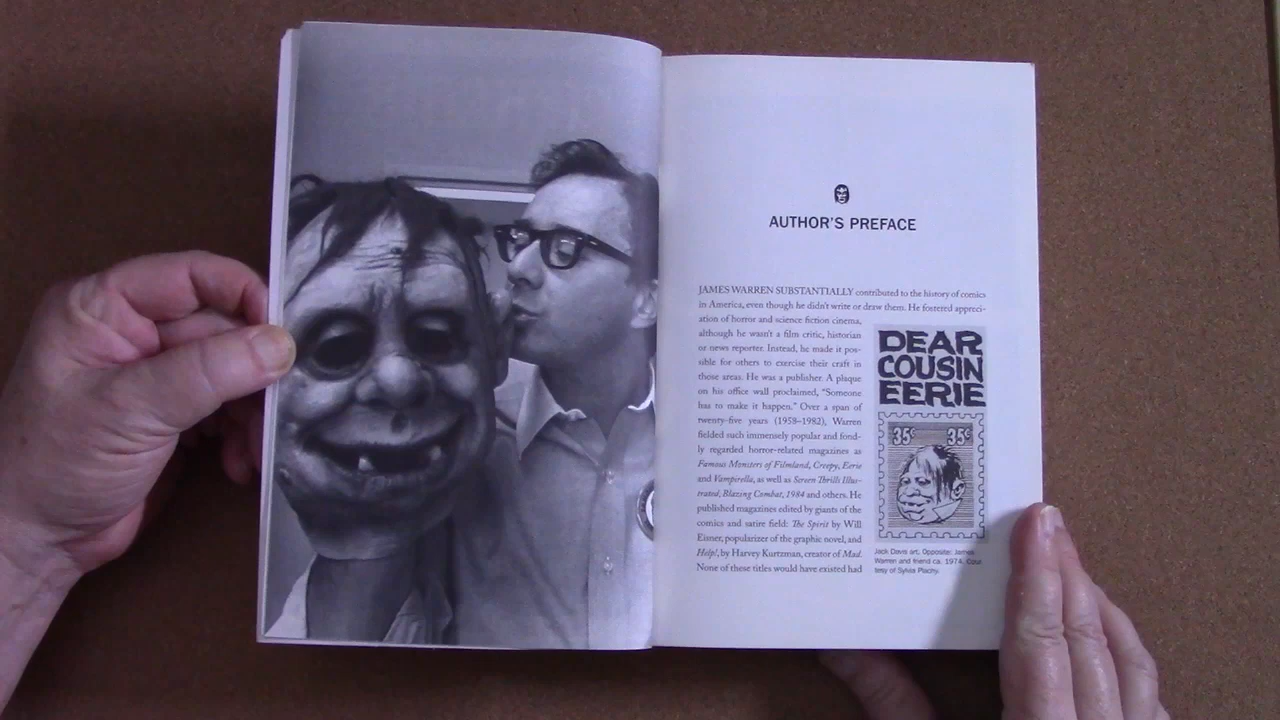 AUTHOR'S PREFACE
JAMES WARREN SUBSTANTIALLY contributed to the history of comics
in America, even though he didn't write or draw them. He fostered appreci-
ation of horror and science fiction cinema,
although he wasn't a film critic, historian
or news reporter. Instead, he made it pos-
sible for others to exercise their craft in
those areas. He was a publisher. A plaque
on his office wall proclaimed, "Someone
has to make it happen." Over a span of
twenty-five years (1958–1982), Warren
fielded such immensely popular and fond-
ly regarded horror-related magazines as
Famous Monsters of Filmland, Creepy, Eerie
and Vampirella, as well as Screen Thrills Illus-
trated, Blazing Combat, 1984 and others. He
published magazines edited by giants of the
comics and satire field: The Spirit by Will
Eisner, popularizer of the graphic novel, and
Help!, by Harvey Kurtzman, creator of Mad.
None of these titles would have existed had
DEAR
COUSIN
EERIE
35¢ 35¢
Jack Davis art. Opposite: James
Warren and friend ca. 1974. Cour
tesy of Sylvia Plachy.